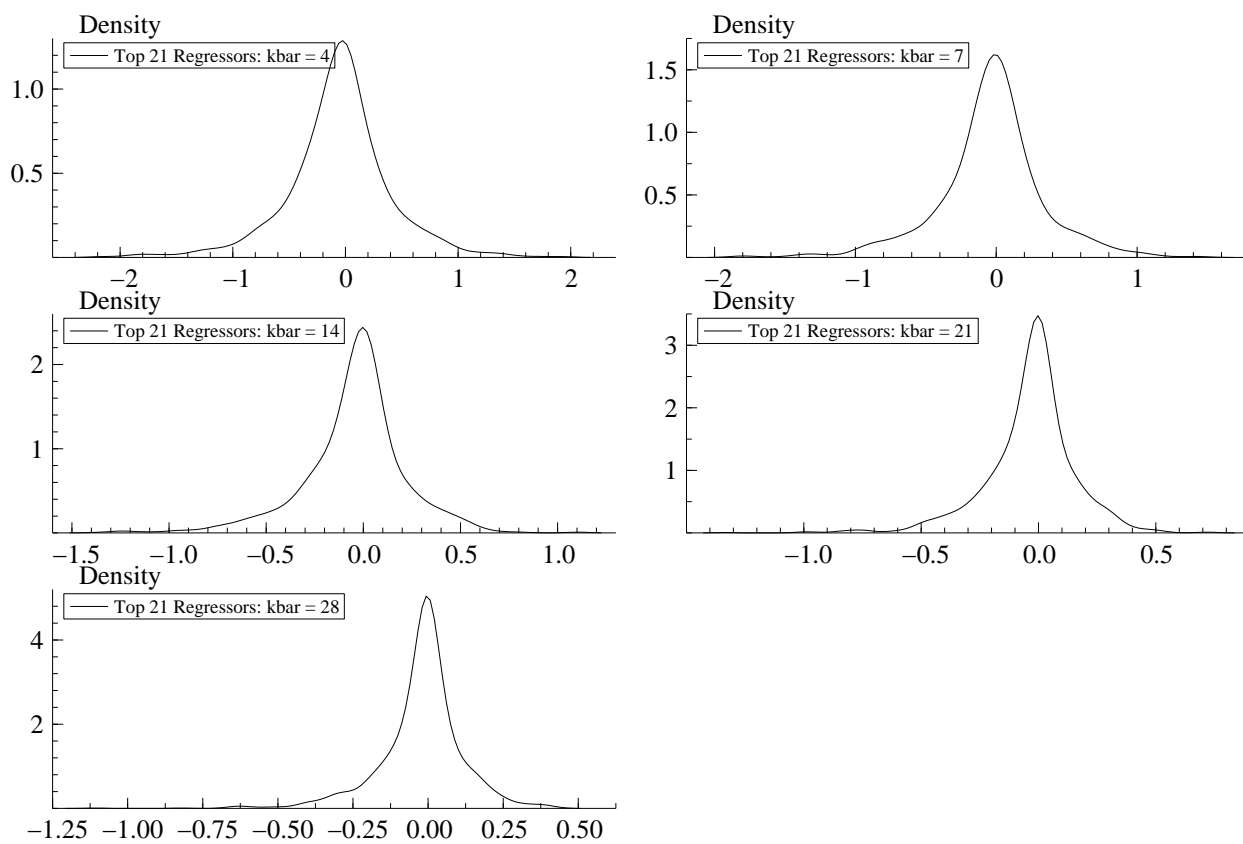 Density
Top 21 Regressors: kbar = 4
1.0
0.5
−2 −1 0 1 2
Density
Top 21 Regressors: kbar = 7
1.5
1.0
0.5
−2 −1 0 1
Density
Top 21 Regressors: kbar = 14
2
1
−1.5 −1.0 −0.5 0.0 0.5 1.0
Density
Top 21 Regressors: kbar = 21
3
2
1
−1.0 −0.5 0.0 0.5
Density
Top 21 Regressors: kbar = 28
4
2
−1.25 −1.00 −0.75 −0.50 −0.25 0.00 0.25 0.50